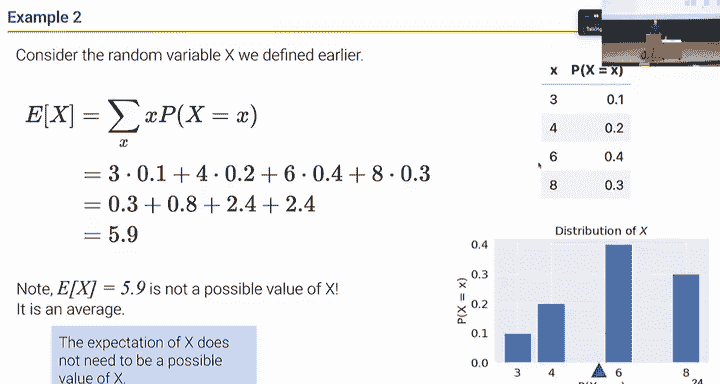 Example 2
Consider the random variable X we defined earlier.
E[X] = ∑ₓ xP(X = x)
= 3 · 0.1 + 4 · 0.2 + 6 · 0.4 + 8 · 0.3
= 0.3 + 0.8 + 2.4 + 2.4
= 5.9
Note, E[X] = 5.9 is not a possible value of X!
It is an average.
The expectation of X does
not need to be a possible
value of X.
x P(X = x)
3 0.1
4 0.2
6 0.4
8 0.3
Distribution of X
P(X = x)
0.4
0.3
0.2
0.1
0.0
3 4 6 8
24